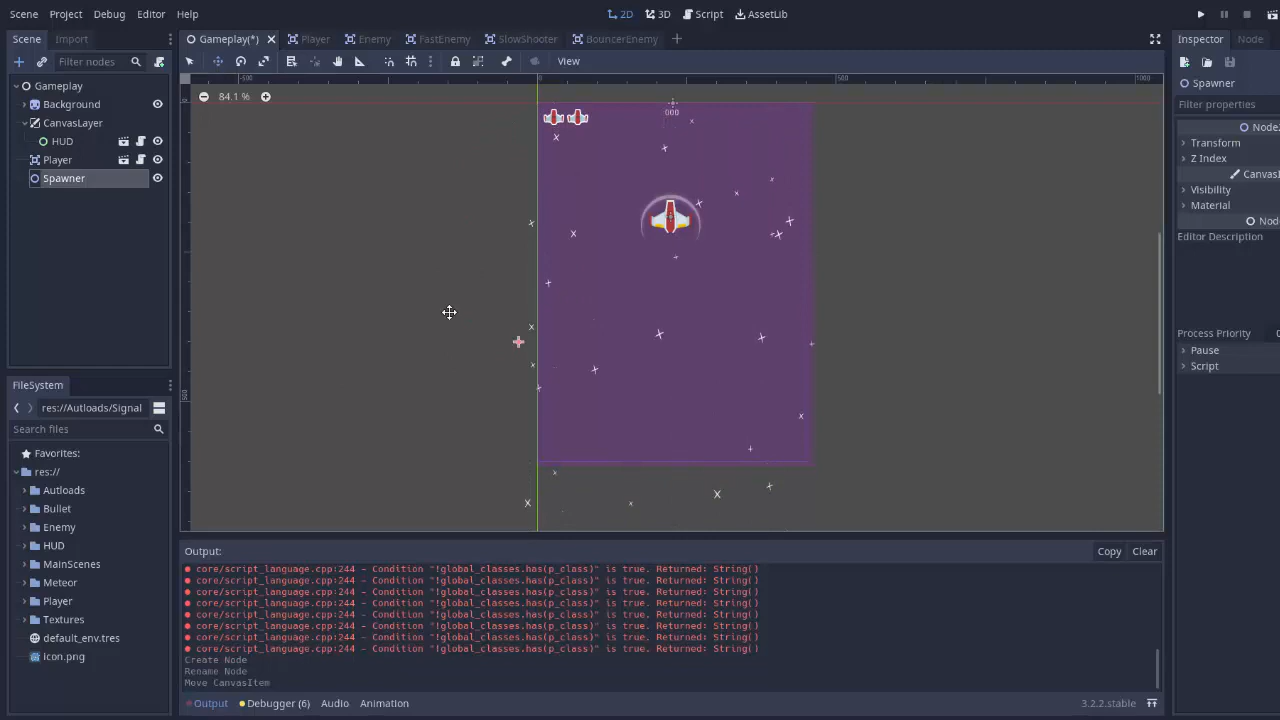 Scene Project Debug Editor Help 2D 3D Script AssetLib
Scene Import Gameplay(*) Player Enemy FastEnemy SlowShooter BouncerEnemy Inspector Node
Filter nodes View
-500 0 500 1000
84.1 % Spawner
Gameplay
Background Filter properties
CanvasLayer 000
HUD
Player
Spawner
Transform
Z Index
Visibility
Material
Editor Description
Process Priority
Pause
Script
FileSystem
res://Autloads/Signal
Search files
Favorites:
res://
Autloads
Bullet
Enemy
HUD
MainScenes
Meteor
Player
Textures
default_env.tres
icon.png
Output: Copy Clear
core/script_language.cpp:244 - Condition "!global_classes.has(p_class)" is true. Returned: String()
core/script_language.cpp:244 - Condition "!global_classes.has(p_class)" is true. Returned: String()
core/script_language.cpp:244 - Condition "!global_classes.has(p_class)" is true. Returned: String()
core/script_language.cpp:244 - Condition "!global_classes.has(p_class)" is true. Returned: String()
core/script_language.cpp:244 - Condition "!global_classes.has(p_class)" is true. Returned: String()
core/script_language.cpp:244 - Condition "!global_classes.has(p_class)" is true. Returned: String()
core/script_language.cpp:244 - Condition "!global_classes.has(p_class)" is true. Returned: String()
core/script_language.cpp:244 - Condition "!global_classes.has(p_class)" is true. Returned: String()
Create Node
Rename Node
Move CanvasItem
Output Debugger (6) Audio Animation 3.2.2.stable